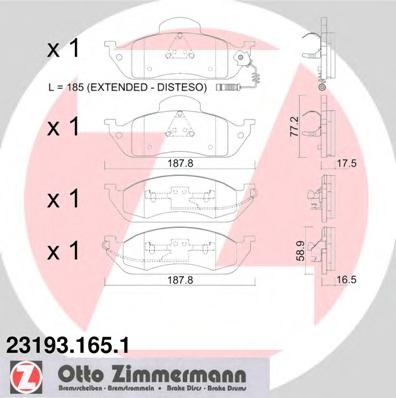 x 1
L = 185 (EXTENDED - DISTESO)
x 1
77.2
187.8
17.5
x 1
x 1
58.9
187.8
16.5
23193.165.1
Z
Otto Zimmermann
Bremsscheiben - Bremstrommeln • Brake Discs - Brake Drums